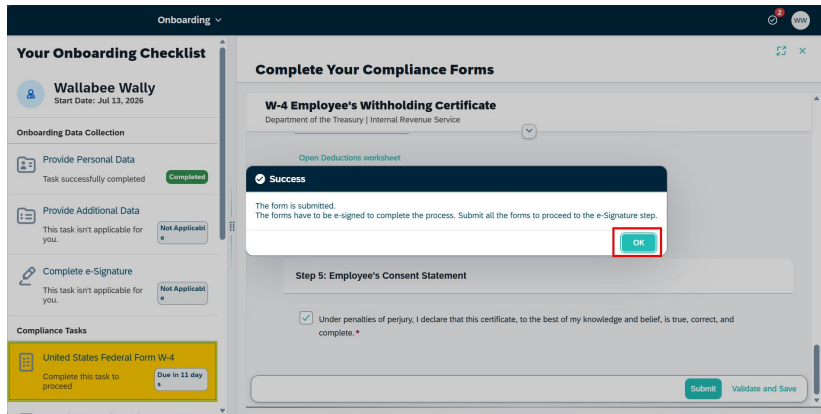 Onboarding
2
WW
Your Onboarding Checklist
Wallabee Wally
Start Date: Jul 13, 2026
Onboarding Data Collection
Provide Personal Data
Task successfully completed
Completed
Provide Additional Data
This task isn't applicable for
you.
Not Applicabl
e
Complete e-Signature
This task isn't applicable for
you.
Not Applicabl
e
Compliance Tasks
United States Federal Form W-4
Complete this task to
proceed
Due in 11 day
s
Complete Your Compliance Forms
W-4 Employee's Withholding Certificate
Department of the Treasury | Internal Revenue Service
Open Deductions worksheet
Success
The form is submitted.
The forms have to be e-signed to complete the process. Submit all the forms to proceed to the e-Signature step.
OK
Step 5: Employee's Consent Statement
Under penalties of perjury, I declare that this certificate, to the best of my knowledge and belief, is true, correct, and
complete.*
Submit
Validate and Save